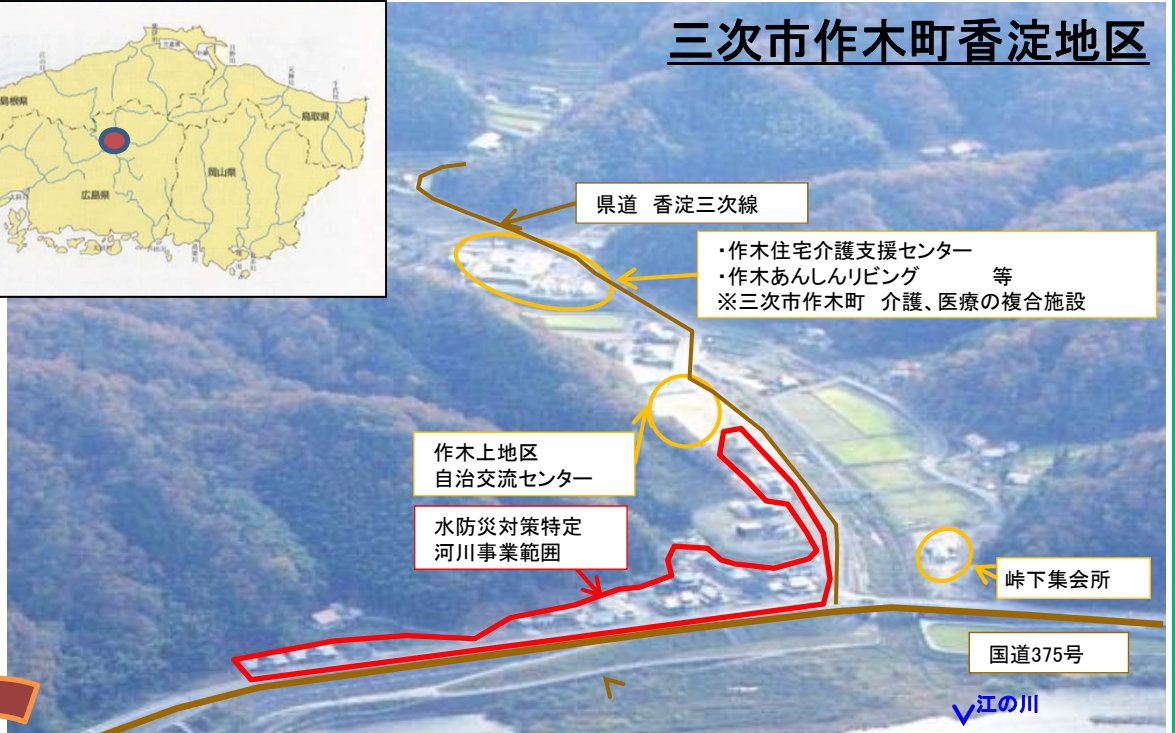 三次市作木町香淀地区
島根県
鳥取県
岡山県
広島県
県道 香淀三次線
・作木住宅介護支援センター
・作木あんしんリビング 等
※三次市作木町 介護、医療の複合施設
作木上地区
自治交流センター
水防災対策特定
河川事業範囲
峠下集会所
国道375号
江の川